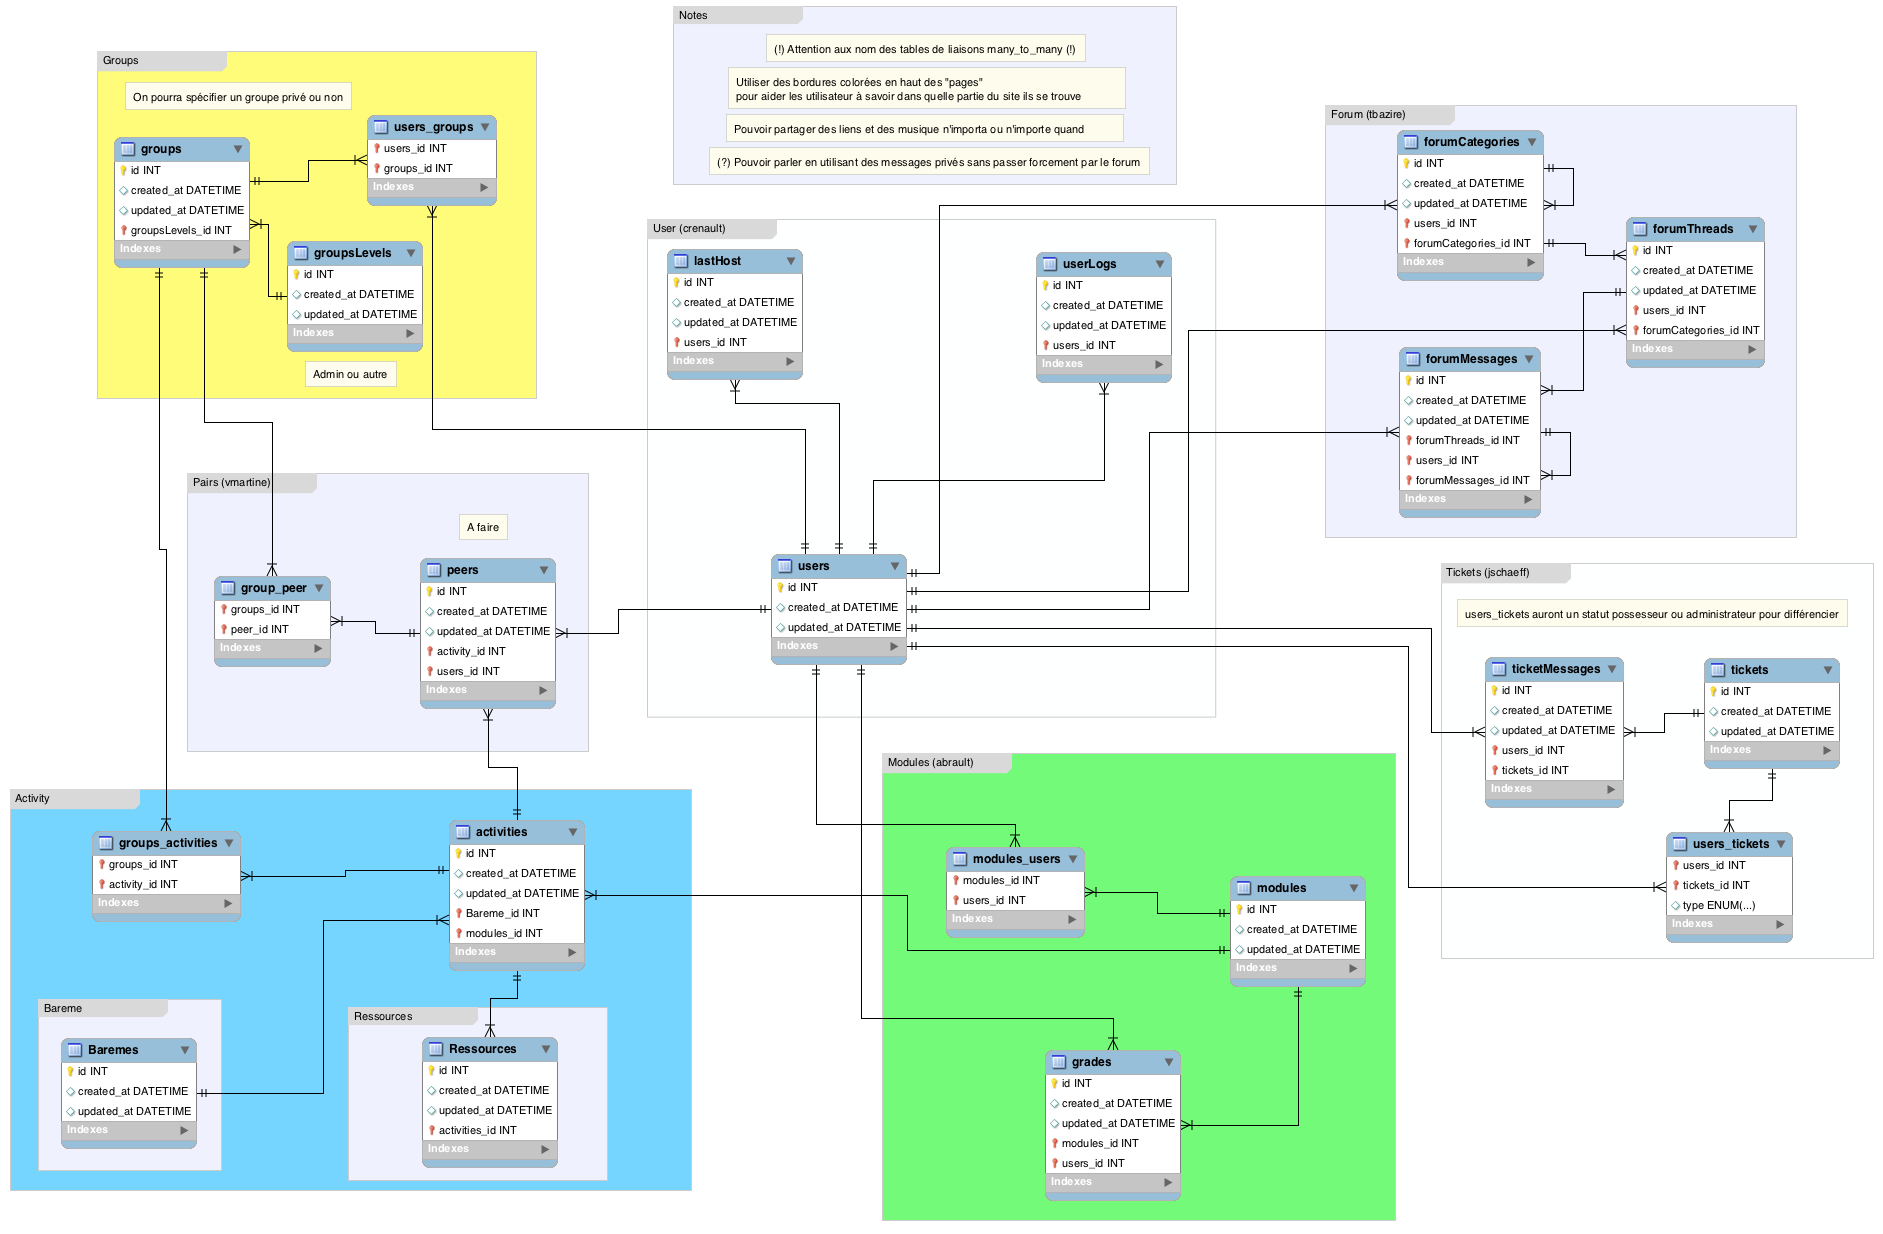 Notes
(!) Attention aux nom des tables de liaisons many_to_many (!)
Utiliser des bordures colorées en haut des "pages"
pour aider les utilisateur à savoir dans quelle partie du site ils se trouve
Pouvoir partager des liens et des musique n'importa ou n'importe quand
(?) Pouvoir parler en utilisant des messages privés sans passer forcement par le forum
Groups
On pourra spécifier un groupe privé ou non
groups
id INT
created_at DATETIME
updated_at DATETIME
groupsLevels_id INT
Indexes
users_groups
users_id INT
groups_id INT
Indexes
groupsLevels
id INT
created_at DATETIME
updated_at DATETIME
Indexes
Admin ou autre
User (crenault)
lastHost
id INT
created_at DATETIME
updated_at DATETIME
users_id INT
Indexes
userLogs
id INT
created_at DATETIME
updated_at DATETIME
users_id INT
Indexes
users
id INT
created_at DATETIME
updated_at DATETIME
Indexes
Forum (tbazire)
forumCategories
id INT
created_at DATETIME
updated_at DATETIME
users_id INT
forumCategories_id INT
Indexes
forumThreads
id INT
created_at DATETIME
updated_at DATETIME
users_id INT
forumCategories_id INT
Indexes
forumMessages
id INT
created_at DATETIME
updated_at DATETIME
forumThreads_id INT
users_id INT
forumMessages_id INT
Indexes
Pairs (vmartine)
A faire
group_peer
groups_id INT
peer_id INT
Indexes
peers
id INT
created_at DATETIME
updated_at DATETIME
activity_id INT
users_id INT
Indexes
Tickets (jschaeff)
users_tickets auront un statut possesseur ou administrateur pour différencier
ticketMessages
id INT
created_at DATETIME
updated_at DATETIME
users_id INT
tickets_id INT
Indexes
tickets
id INT
created_at DATETIME
updated_at DATETIME
Indexes
users_tickets
users_id INT
tickets_id INT
type ENUM(...)
Indexes
Activity
groups_activities
groups_id INT
activity_id INT
Indexes
activities
id INT
created_at DATETIME
updated_at DATETIME
Bareme_id INT
modules_id INT
Indexes
Bareme
Baremes
id INT
created_at DATETIME
updated_at DATETIME
Indexes
Ressources
Ressources
id INT
created_at DATETIME
updated_at DATETIME
activities_id INT
Indexes
Modules (abrault)
modules_users
modules_id INT
users_id INT
Indexes
modules
id INT
created_at DATETIME
updated_at DATETIME
Indexes
grades
id INT
created_at DATETIME
updated_at DATETIME
modules_id INT
users_id INT
Indexes